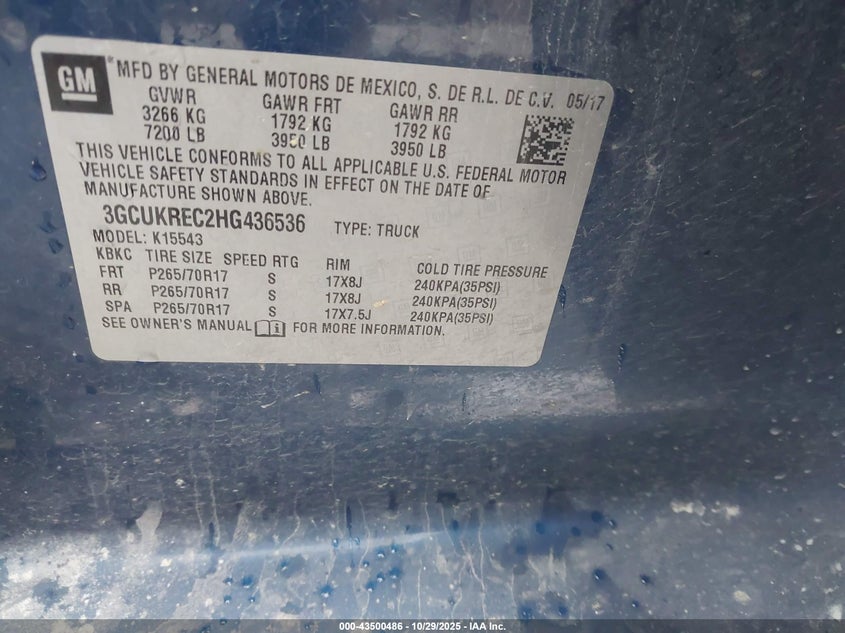 GM
*MFD BY GENERAL MOTORS DE MEXICO, S. DE R.L. DE C.V. 05/17
GVWR GAWR FRT GAWR RR
3266 KG 1792 KG 1792 KG
7200 LB 3950 LB 3950 LB
THIS VEHICLE CONFORMS TO ALL APPLICABLE U.S. FEDERAL MOTOR
VEHICLE SAFETY STANDARDS IN EFFECT ON THE DATE OF
MANUFACTURE SHOWN ABOVE.
3GCUKREC2HG436536 TYPE: TRUCK
MODEL: K15543
KBKC TIRE SIZE SPEED RTG RIM COLD TIRE PRESSURE
FRT P265/70R17 S 17X8J 240KPA(35PSI)
RR P265/70R17 S 17X8J 240KPA(35PSI)
SPA P265/70R17 S 17X7.5J 240KPA(35PSI)
SEE OWNER'S MANUAL FOR MORE INFORMATION.
000-43500486 - 10/29/2025 - IAA Inc.